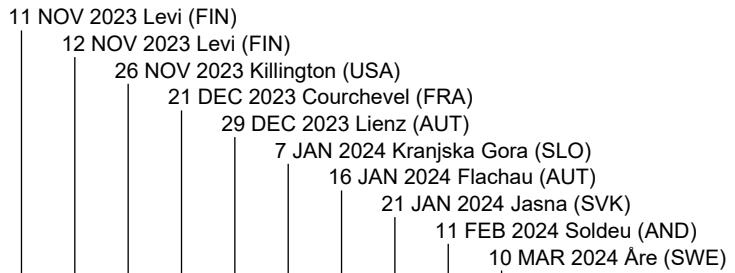 11 NOV 2023 Levi (FIN)
12 NOV 2023 Levi (FIN)
26 NOV 2023 Killington (USA)
21 DEC 2023 Courchevel (FRA)
29 DEC 2023 Lienz (AUT)
7 JAN 2024 Kranjska Gora (SLO)
16 JAN 2024 Flachau (AUT)
21 JAN 2024 Jasna (SVK)
11 FEB 2024 Soldeu (AND)
10 MAR 2024 Åre (SWE)